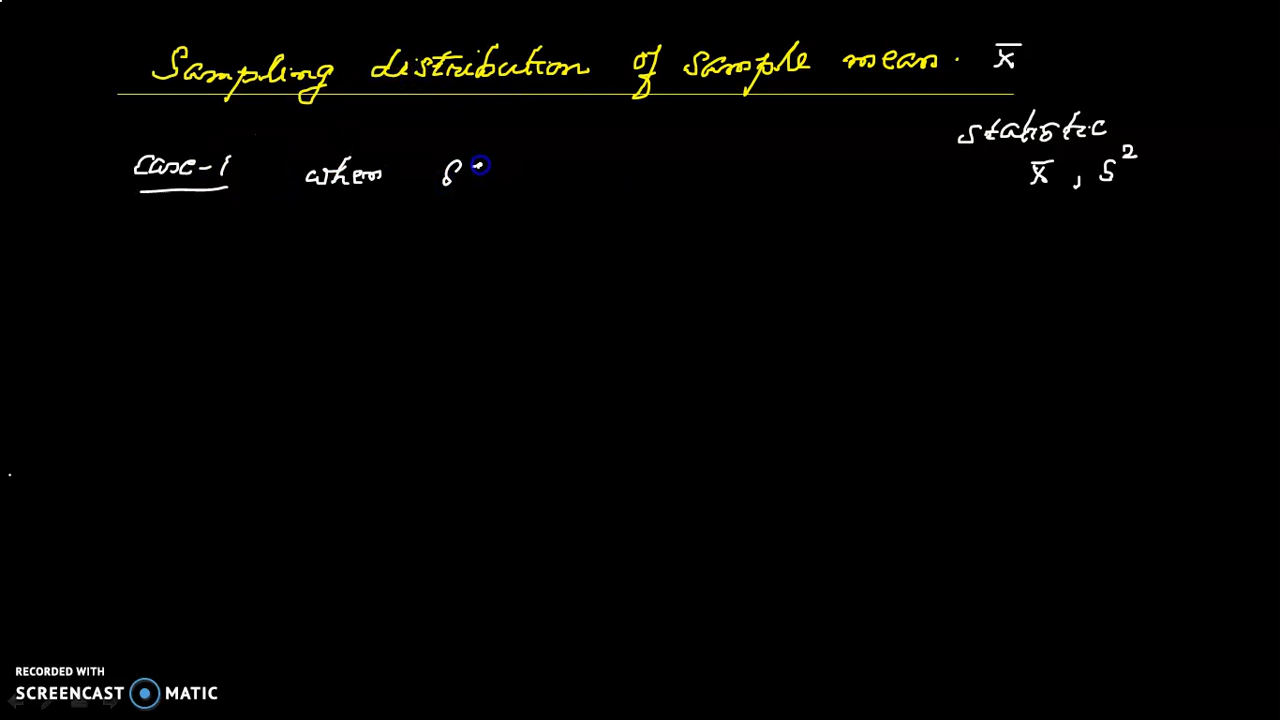 Sampling distribution of sample mean. x̅
statistic
Case-1 when
x̅ , S²
RECORDED WITH
SCREENCAST MATIC